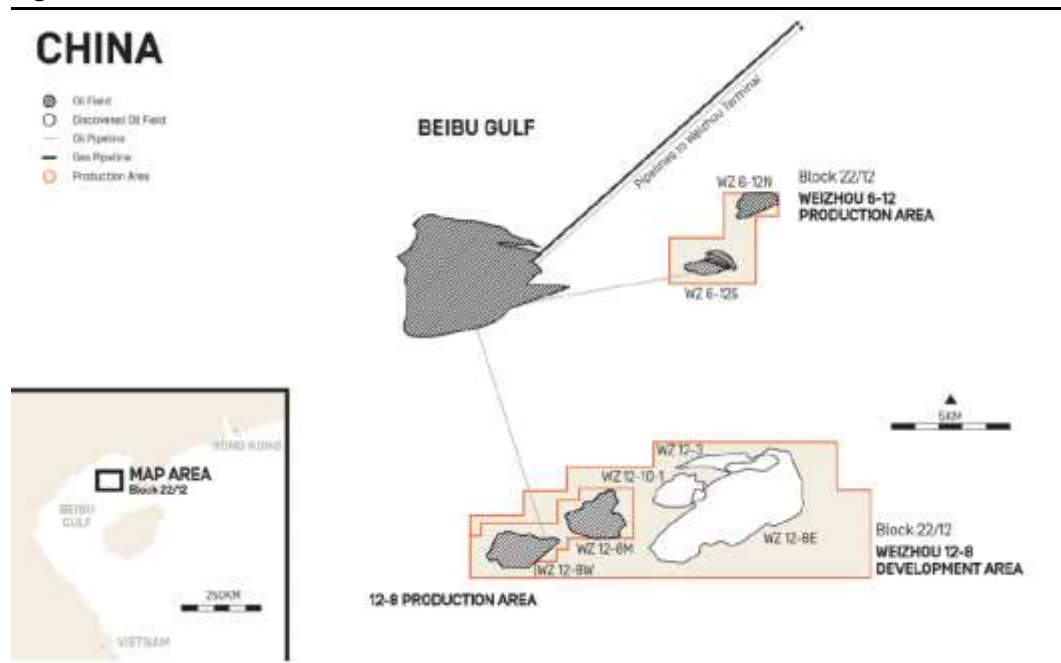 CHINA
Oil Field
Discovered Oil Field
Oil Pipeline
Gas Pipeline
Production Area
BEIBU GULF
Pipelines to Weizhou Terminal
WZ 6-12N
Block 22/12
WEIZHOU 6-12
PRODUCTION AREA
WZ 6-12S
5KM
HONG KONG
MAP AREA
Block 22/12
BEIBU
GULF
250KM
VIETNAM
WZ 12-3
WZ 12-10-1
WZ 12-8M
WZ 12-8E
WZ 12-8W
Block 22/12
WEIZHOU 12-8
DEVELOPMENT AREA
12-8 PRODUCTION AREA